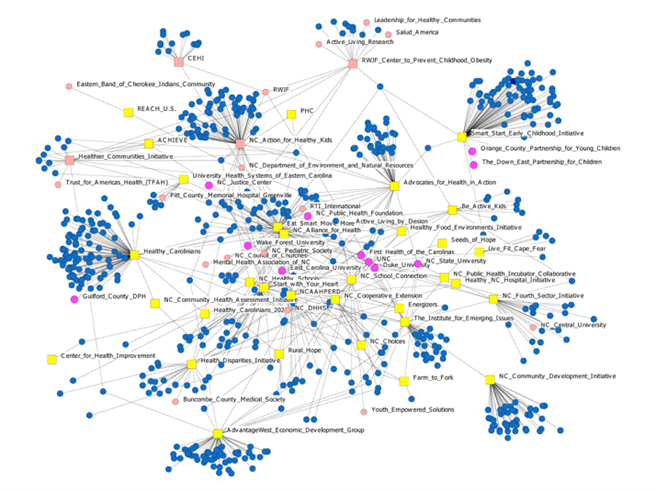 Leadership_for_Healthy_Communities
Salud_America
Active_Living_Research
CEHI
RWJF_Center_to_Prevent_Childhood_Obesity
Eastern_Band_of_Cherokee_Indians_Community
RWJF
REACH_U.S.
PHC
Smart_Start_Early_Childhood_Initiative
ACHIEVE
NC_Action_for_Healthy_Kids
Orange_County_Partnership_for_Young_Children
Healthier_Communities_Initiative
The_Down_East_Partnership_for_Children
NC_Department_of_Environment_and_Natural_Resources
University_Health_Systems_of_Eastern_Carolina
Trust_for_Americas_Health_(TFAH)
NC_Justice_Center
Advocates_for_Health_in_Action
Pitt_County_Memorial_Hospital_Greenville
RTI_International
Be_Active_Kids
NC_Public_Health_Foundation
Eat_Smart_Move_More
Active_Living_by_Design
NC_Alliance_for_Health
Healthy_Food_Environments_Initiative
Wake_Forest_University
Seeds_of_Hope
Healthy_Carolinians
NC_Pediatric_Society
First_Health_of_the_Carolinas
Live_Fit_Cape_Fear
NC_Council_of_Churches
UNC
Mental_Health_Association_of_NC
East_Carolina_University
Duke_University
NC_State_University
NC_School_Connection
NC_Public_Health_Incubator_Collaborative
NC_Healthy_Schools
Healthy_NC_Hospital_Initiative
Start_with_Your_Heart
NCAAHPERD
Guilford_County_DPH
NC_Community_Health_Assessment_Initiative
NC_Cooperative_Extension
NC_Fourth_Sector_Initiative
Healthy_Carolinians_202
NC_DHHS
Energizers
The_Institute_for_Emerging_Issues
NC_Central_University
NC_Choices
Rural_Hope
Center_for_Health_Improvement
Health_Disparities_Initiative
Farm_to_Fork
NC_Community_Development_Initiative
Buncombe_County_Medical_Society
Youth_Empowered_Solutions
AdvantageWest_Economic_Development_Group